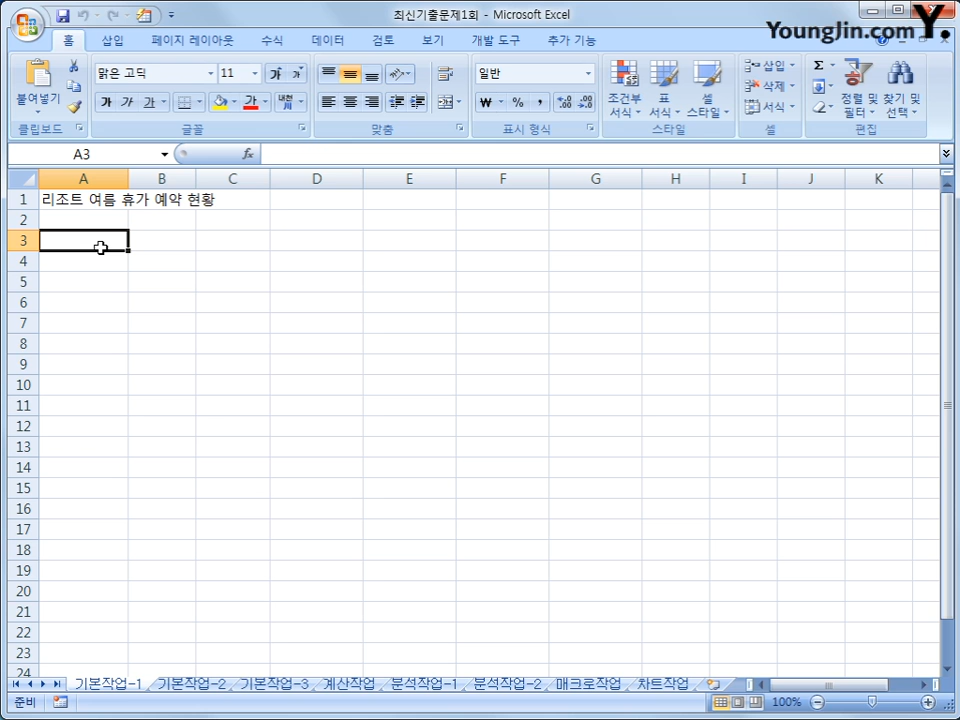 최신기출문제1회 - Microsoft Excel
YoungJin.com Y.
홈 삽입 페이지 레이아웃 수식 데이터 검토 보기 개발 도구 추가 기능
붙여넣기 클립보드
맑은 고딕 11 가 가
가 가 가 가 내천
글꼴
맞춤
일반
₩ % ,
표시 형식
조건부 서식 표 서식 셀 스타일
스타일
삽입
삭제
서식
셀
Σ
정렬 및 필터 찾기 및 선택
편집
A3 fx
A B C D E F G H I J K
1 리조트 여름 휴가 예약 현황
2
3
4
5
6
7
8
9
10
11
12
13
14
15
16
17
18
19
20
21
22
23
24
기본작업-1 기본작업-2 기본작업-3 계산작업 분석작업-1 분석작업-2 매크로작업 차트작업
준비 100%